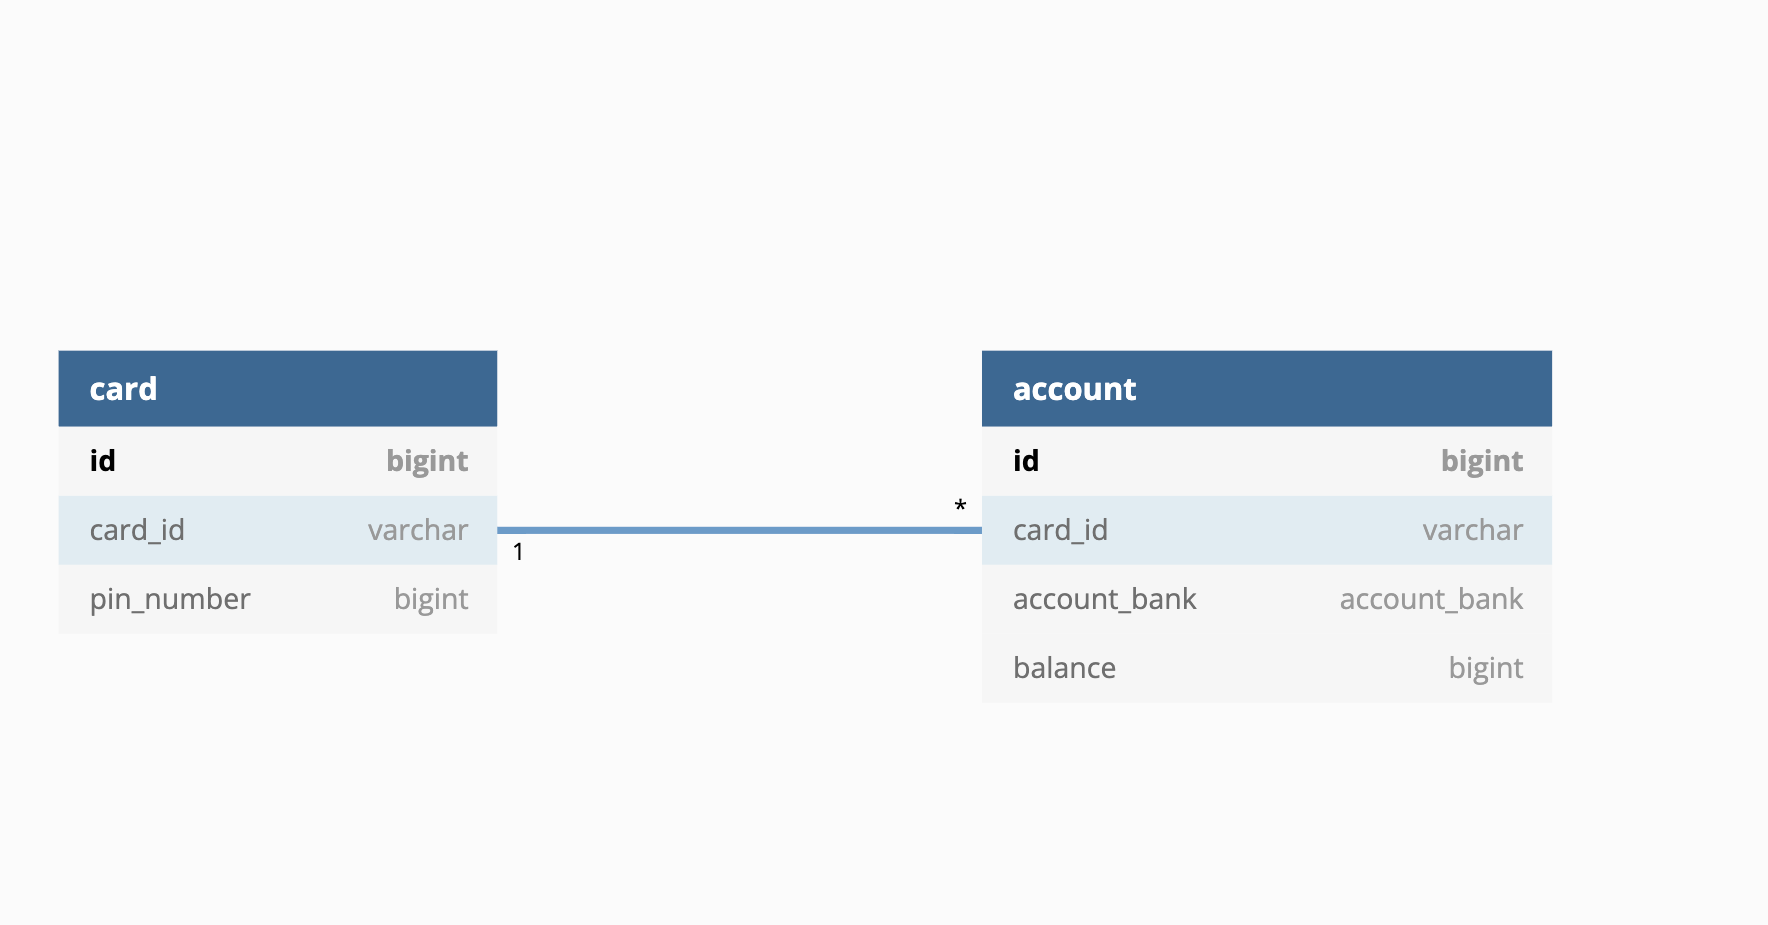 card
id bigint
card_id varchar
pin_number bigint
1
*
account
id bigint
card_id varchar
account_bank account_bank
balance bigint